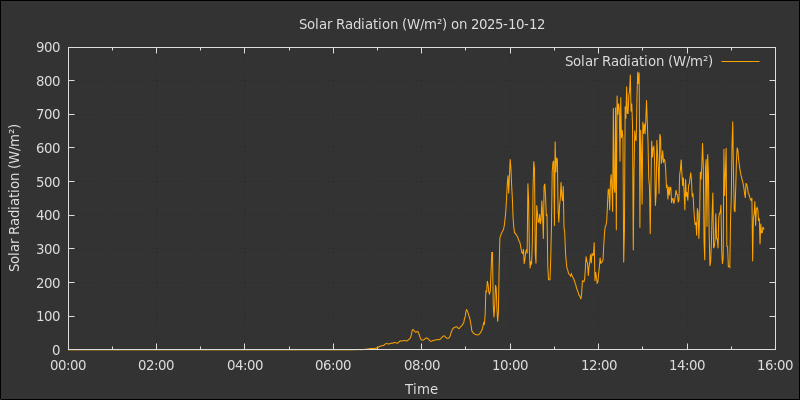 Solar Radiation (W/m²) on 2025-10-12
Solar Radiation (W/m²)
Solar Radiation (W/m²)
900
800
700
600
500
400
300
200
100
0
00:00 02:00 04:00 06:00 08:00 10:00 12:00 14:00 16:00
Time